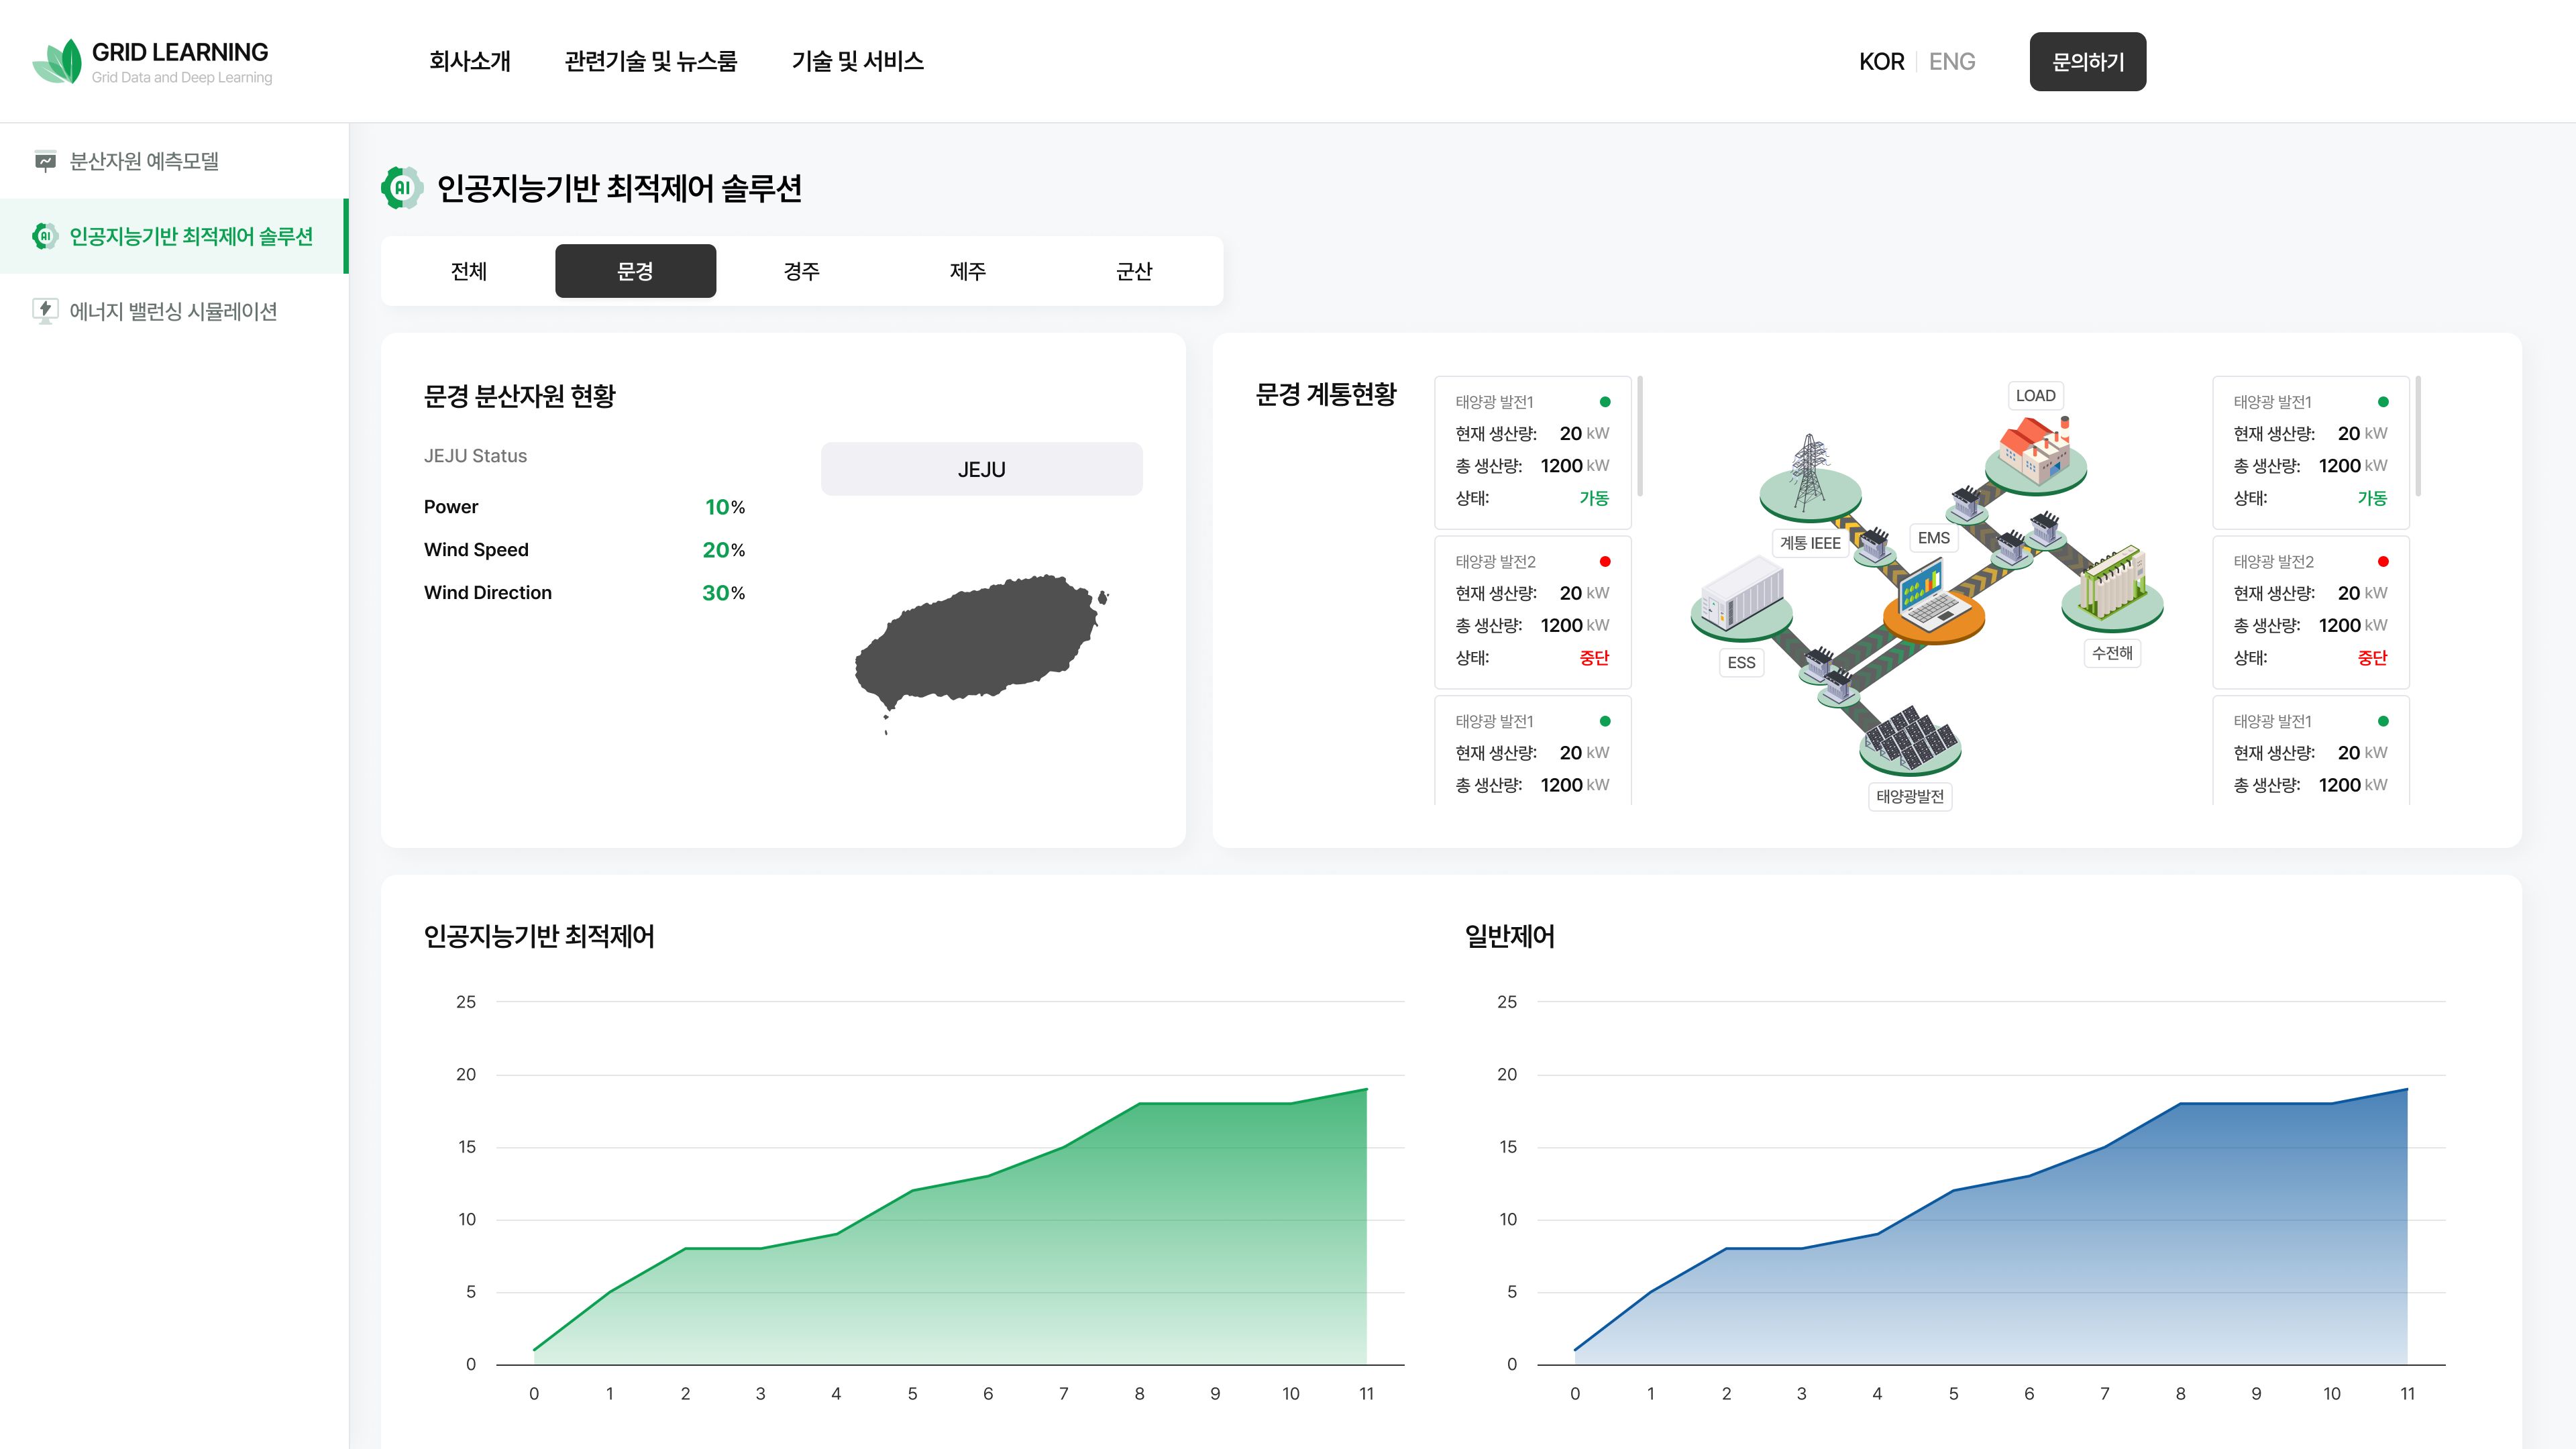 GRID LEARNING
Grid Data and Deep Learning
회사소개
관련기술 및 뉴스룸
기술 및 서비스
KOR
ENG
문의하기
분산자원 예측모델
인공지능기반 최적제어 솔루션
에너지 밸런싱 시뮬레이션
AI
인공지능기반 최적제어 솔루션
전체
문경
경주
제주
군산
문경 분산자원 현황
JEJU Status
Power 10%
Wind Speed 20%
Wind Direction 30%
JEJU
문경 계통현황
태양광 발전1
현재 생산량: 20 kW
총 생산량: 1200 kW
상태: 가동
태양광 발전2
현재 생산량: 20 kW
총 생산량: 1200 kW
상태: 중단
태양광 발전1
현재 생산량: 20 kW
총 생산량: 1200 kW
LOAD
계통 IEEE
EMS
ESS
수전해
태양광발전
태양광 발전1
현재 생산량: 20 kW
총 생산량: 1200 kW
상태: 가동
태양광 발전2
현재 생산량: 20 kW
총 생산량: 1200 kW
상태: 중단
태양광 발전1
현재 생산량: 20 kW
총 생산량: 1200 kW
인공지능기반 최적제어
25
20
15
10
5
0
0 1 2 3 4 5 6 7 8 9 10 11
일반제어
25
20
15
10
5
0
0 1 2 3 4 5 6 7 8 9 10 11